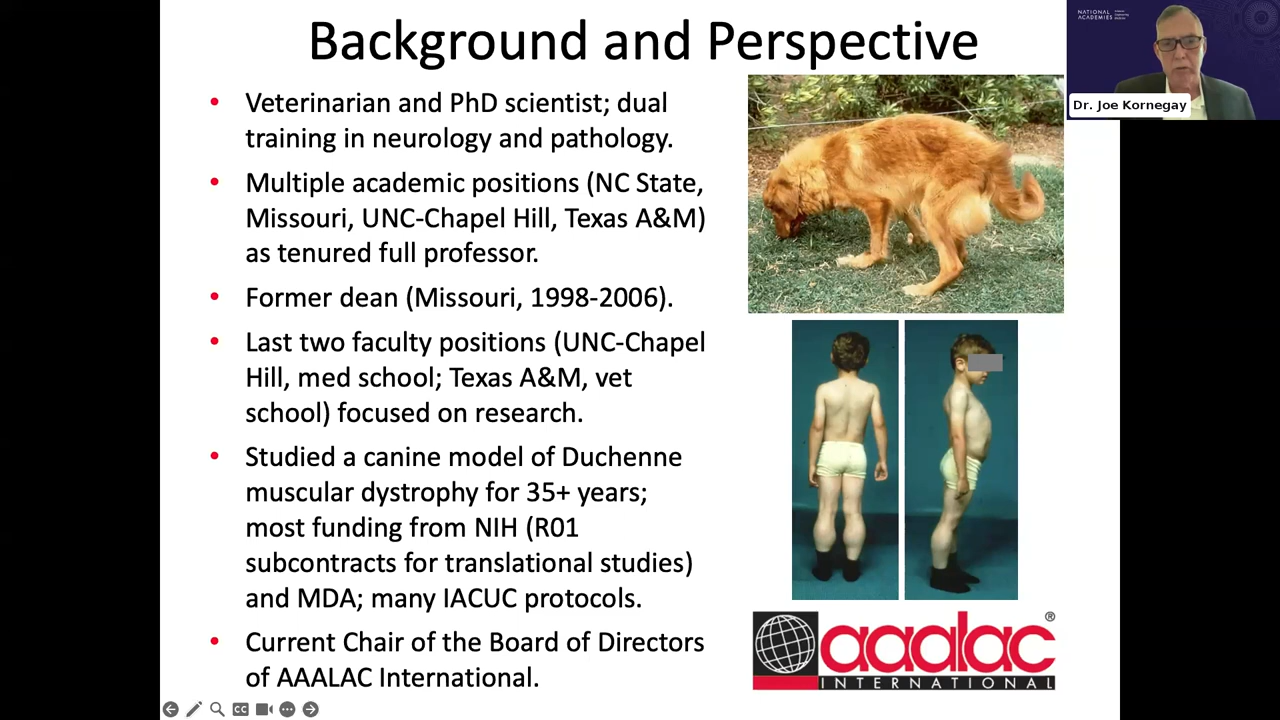 Background and Perspective
• Veterinarian and PhD scientist; dual
training in neurology and pathology.
• Multiple academic positions (NC State,
Missouri, UNC-Chapel Hill, Texas A&M)
as tenured full professor.
• Former dean (Missouri, 1998-2006).
• Last two faculty positions (UNC-Chapel
Hill, med school; Texas A&M, vet
school) focused on research.
• Studied a canine model of Duchenne
muscular dystrophy for 35+ years;
most funding from NIH (R01
subcontracts for translational studies)
and MDA; many IACUC protocols.
• Current Chair of the Board of Directors
of AAALAC International.
aaalac®
INTERNATIONAL
NATIONAL
ACADEMIES
Sciences
Engineering
Medicine
Dr. Joe Kornegay
CC